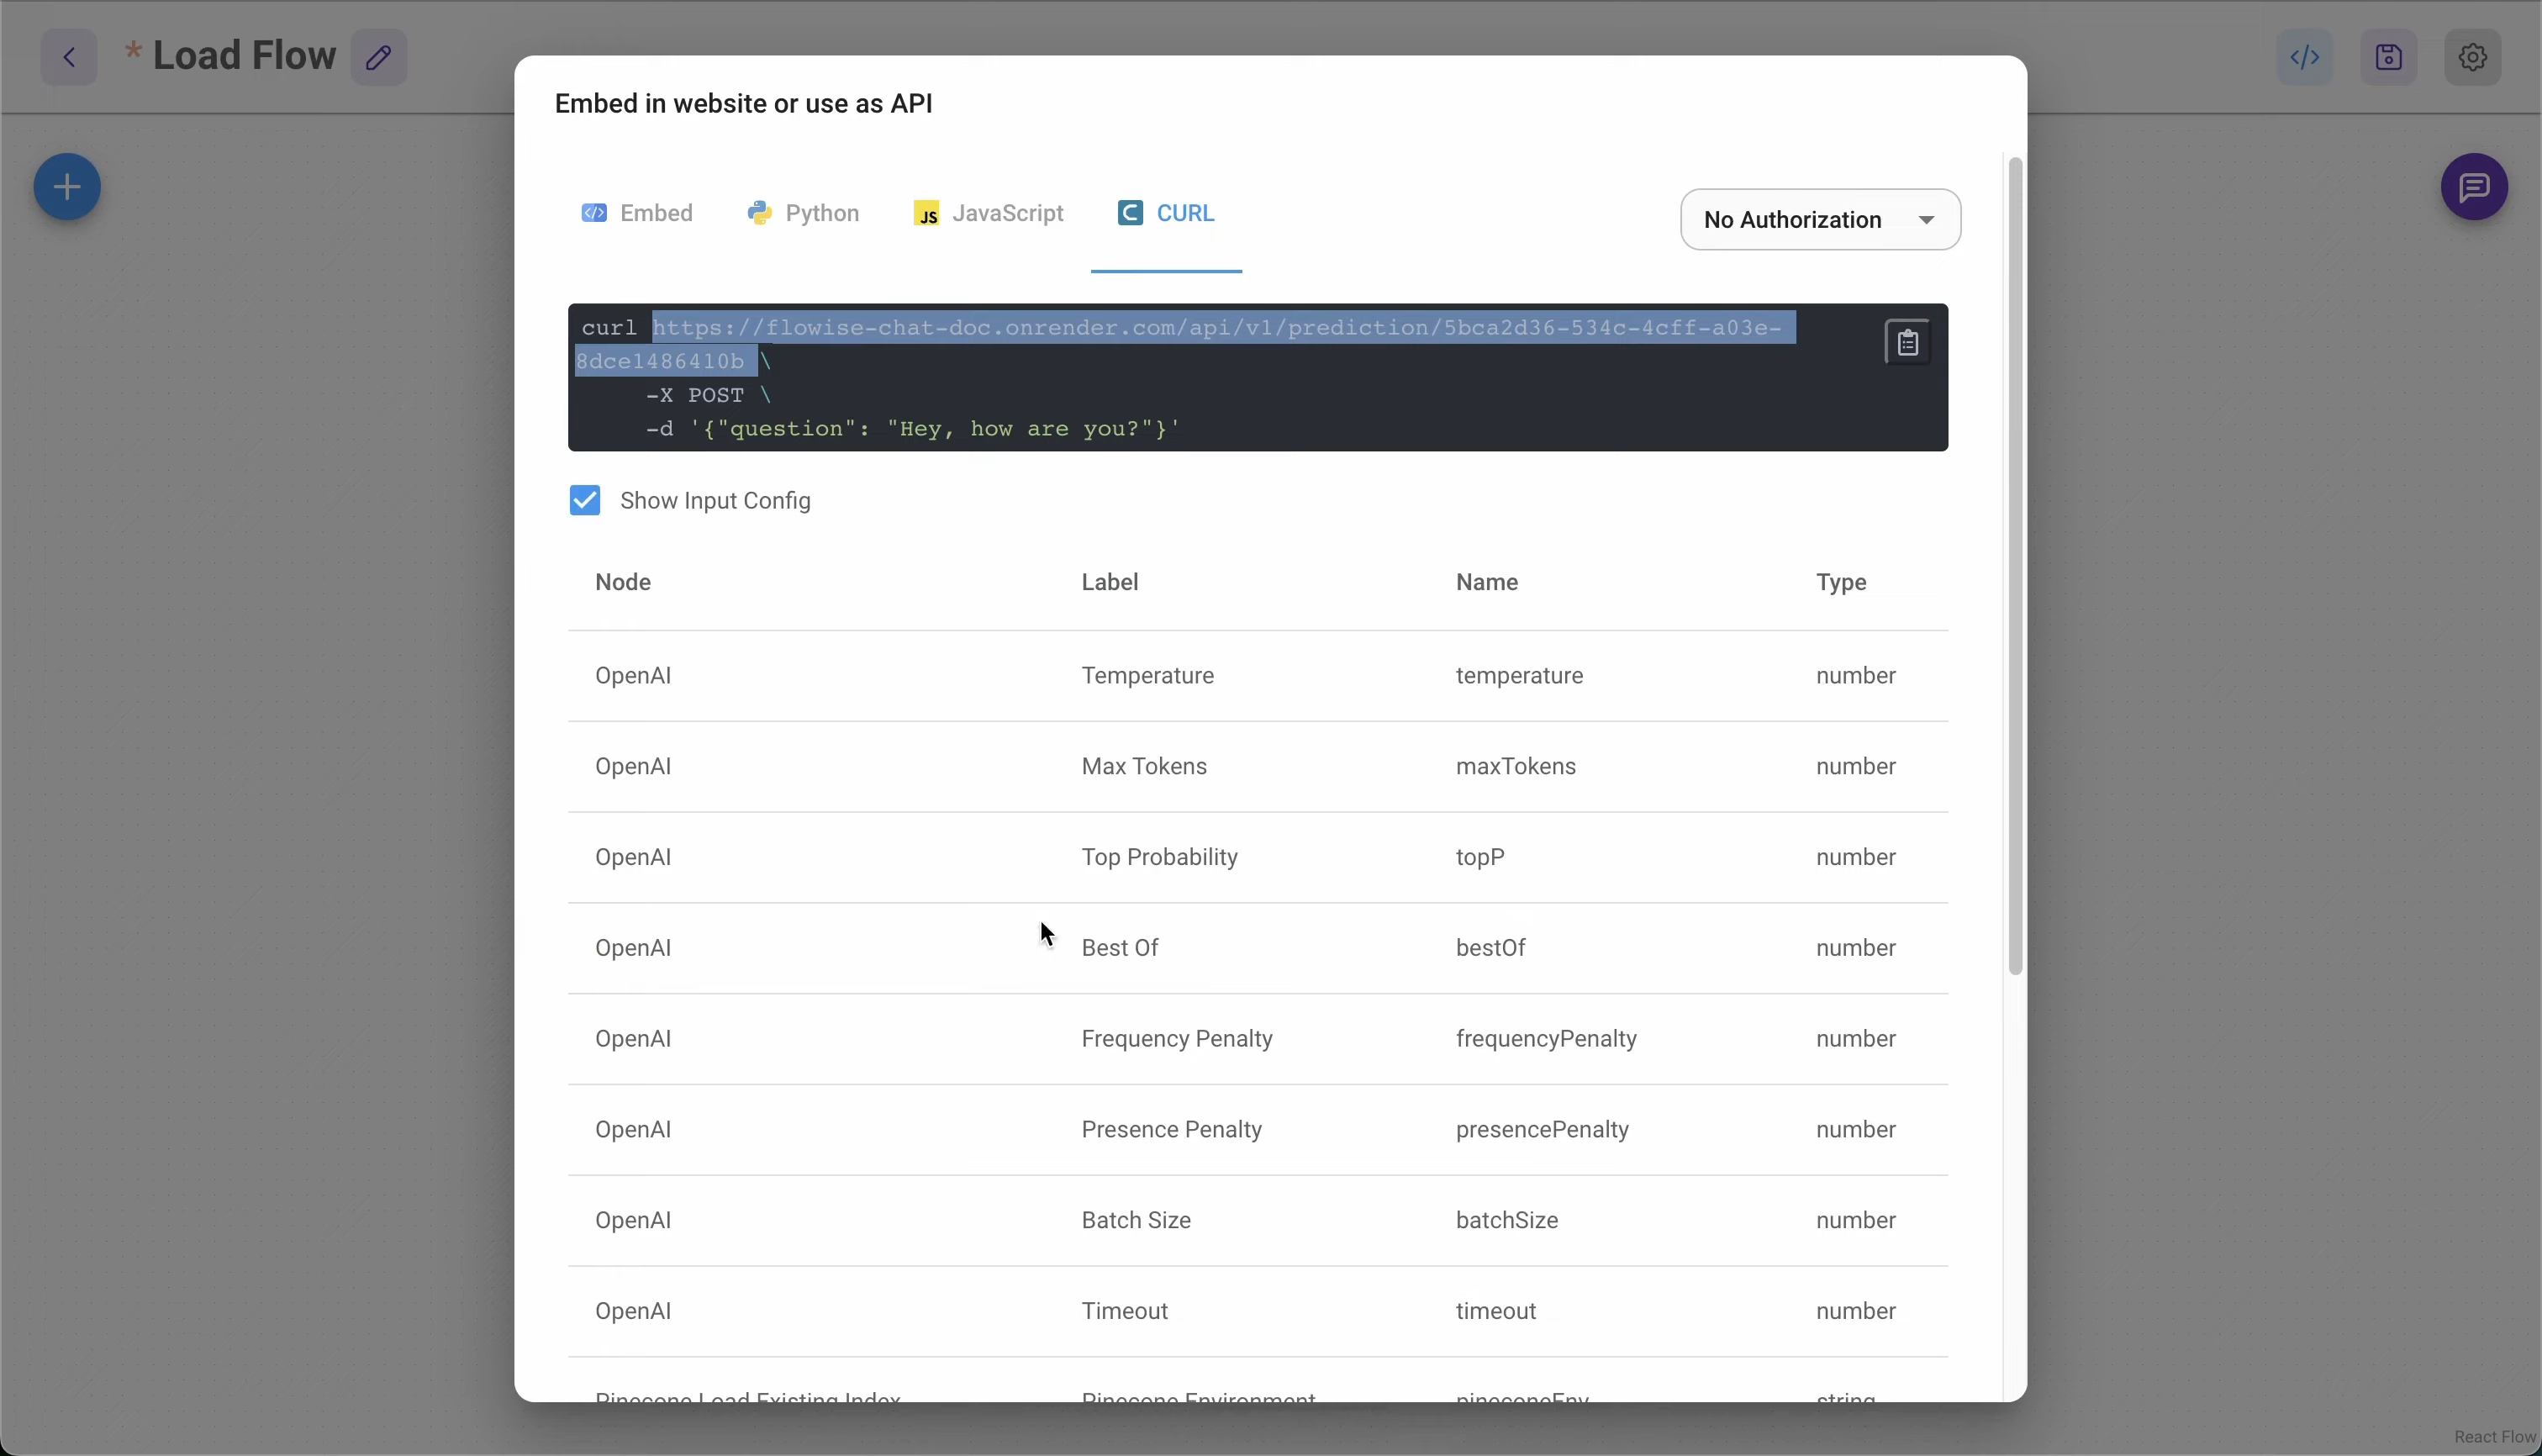 * Load Flow
Embed in website or use as API
Embed
Python
JS
JavaScript
CURL
No Authorization
curl https://flowise-chat-doc.onrender.com/api/v1/prediction/5bca2d36-534c-4cff-a03e-
8dce1486410b \
-X POST \
-d '{"question": "Hey, how are you?"}'
Show Input Config
Node Label Name Type
OpenAI Temperature temperature number
OpenAI Max Tokens maxTokens number
OpenAI Top Probability topP number
OpenAI Best Of bestOf number
OpenAI Frequency Penalty frequencyPenalty number
OpenAI Presence Penalty presencePenalty number
OpenAI Batch Size batchSize number
OpenAI Timeout timeout number
Pinecone Load Existing Index Pinecone Environment pineconeEnv string
React Flow